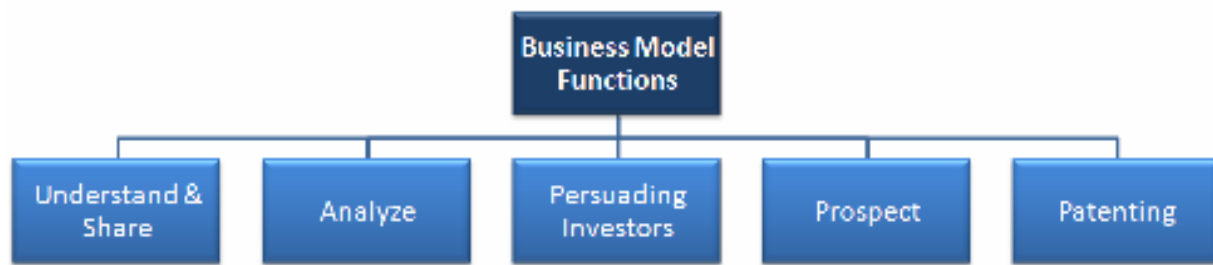 Business Model
Functions
Understand &
Share
Analyze
Persuading
Investors
Prospect
Patenting